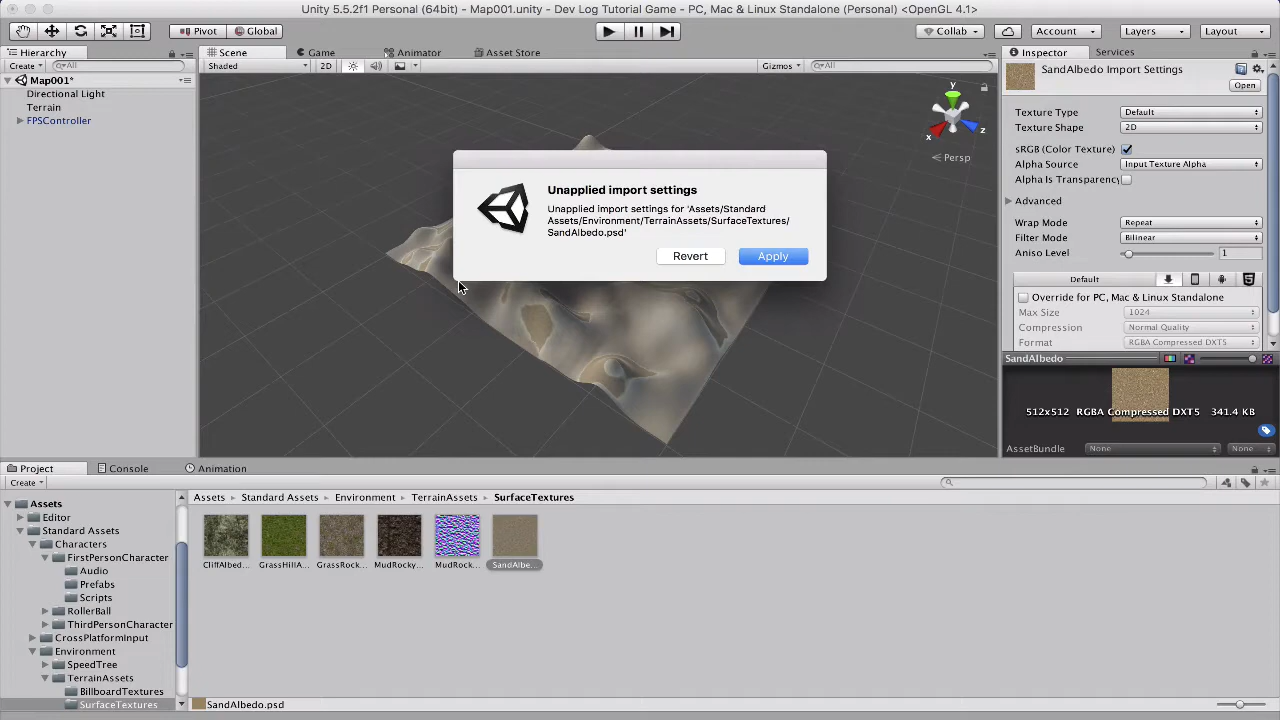 Unity 5.5.2f1 Personal (64bit) - Map001.unity - Dev Log Tutorial Game - PC, Mac & Linux Standalone (Personal) <OpenGL 4.1>
Pivot Global Collab Account Layers Layout
Hierarchy
Create All
Map001*
Directional Light
Terrain
FPSController
Scene Game Animator Asset Store
Shaded 2D Gizmos All
y
x
z
Persp
Unapplied import settings
Unapplied import settings for 'Assets/Standard
Assets/Environment/TerrainAssets/SurfaceTextures/
SandAlbedo.psd'
Revert Apply
Inspector Services
SandAlbedo Import Settings
Open
Texture Type Default
Texture Shape 2D
sRGB (Color Texture)
Alpha Source Input Texture Alpha
Alpha Is Transparency
Advanced
Wrap Mode Repeat
Filter Mode Bilinear
Aniso Level 1
Default
Override for PC, Mac & Linux Standalone
Max Size 1024
Compression Normal Quality
Format RGBA Compressed DXT5
SandAlbedo
512x512 RGBA Compressed DXT5 341.4 KB
AssetBundle None None
Project Console Animation
Create
Assets
Editor
Standard Assets
Characters
FirstPersonCharacter
Audio
Prefabs
Scripts
RollerBall
ThirdPersonCharacter
CrossPlatformInput
Environment
SpeedTree
TerrainAssets
BillboardTextures
SurfaceTextures
Assets Standard Assets Environment TerrainAssets SurfaceTextures
CliffAlbed... GrassHillA... GrassRock... MudRocky... MudRock... SandAlbe...
SandAlbedo.psd